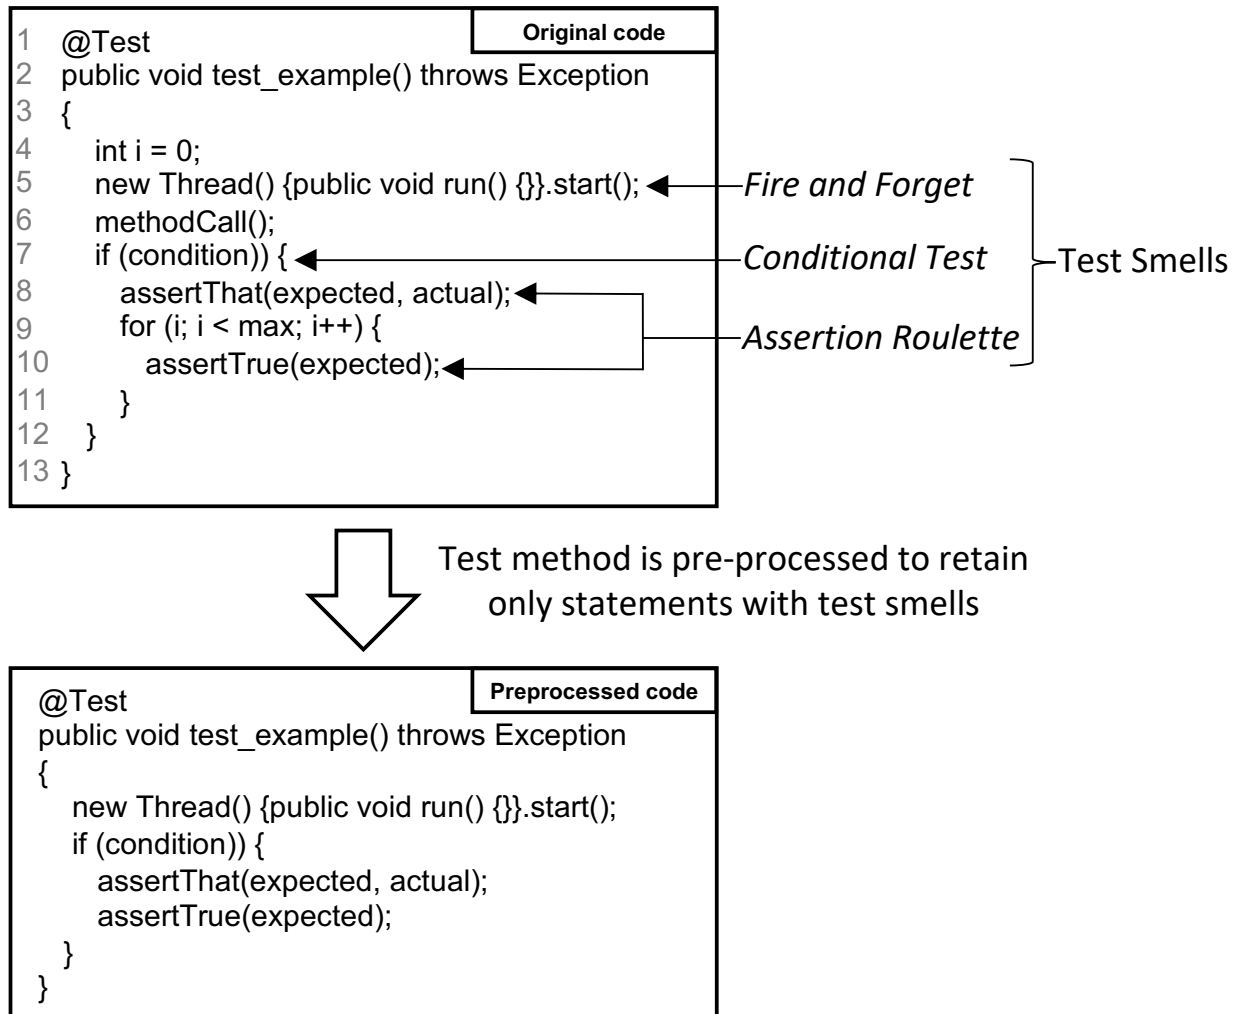 Original code
1 @Test
2 public void test_example() throws Exception
3 {
4 int i = 0;
5 new Thread() {public void run() {}}.start(); Fire and Forget
6 methodCall();
7 if (condition)) { Conditional Test
Test Smells
8 assertThat(expected, actual);
9 for (i; i < max; i++) { Assertion Roulette
10 assertTrue(expected);
11 }
12 }
13 }
Test method is pre-processed to retain
only statements with test smells
Preprocessed code
@Test
public void test_example() throws Exception
{
new Thread() {public void run() {}}.start();
if (condition)) {
assertThat(expected, actual);
assertTrue(expected);
}
}